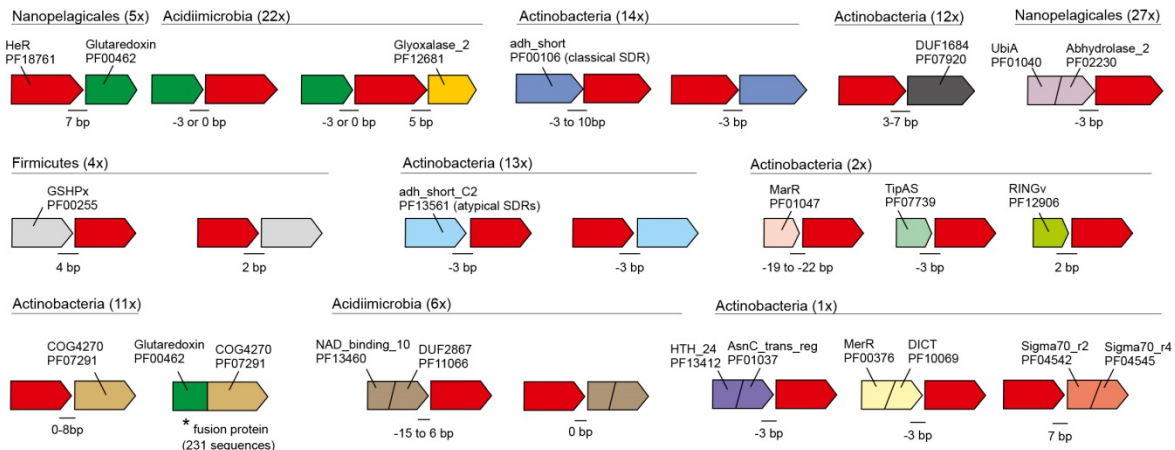 Nanopelagicales (5x)
Acidiimicrobia (22x)
Actinobacteria (14x)
Actinobacteria (12x)
Nanopelagicales (27x)
HeR
PF18761
Glutaredoxin
PF00462
Glyoxalase_2
PF12681
adh_short
PF00106 (classical SDR)
DUF1684
PF07920
UbiA
PF01040
Abhydrolase_2
PF02230
7 bp
-3 or 0 bp
-3 or 0 bp
5 bp
-3 to 10bp
-3 bp
3-7 bp
-3 bp
Firmicutes (4x)
Actinobacteria (13x)
Actinobacteria (2x)
GSHPx
PF00255
adh_short_C2
PF13561 (atypical SDRs)
MarR
PF01047
TipAS
PF07739
RINGv
PF12906
4 bp
2 bp
-3 bp
-3 bp
-19 to -22 bp
-3 bp
2 bp
Actinobacteria (11x)
Acidiimicrobia (6x)
Actinobacteria (1x)
COG4270
PF07291
Glutaredoxin
PF00462
COG4270
PF07291
NAD_binding_10
PF13460
DUF2867
PF11066
HTH_24
PF13412
AsnC_trans_reg
PF01037
MerR
PF00376
DICT
PF10069
Sigma70_r2
PF04542
Sigma70_r4
PF04545
0-8bp
* fusion protein
(231 sequences)
-15 to 6 bp
0 bp
-3 bp
-3 bp
7 bp